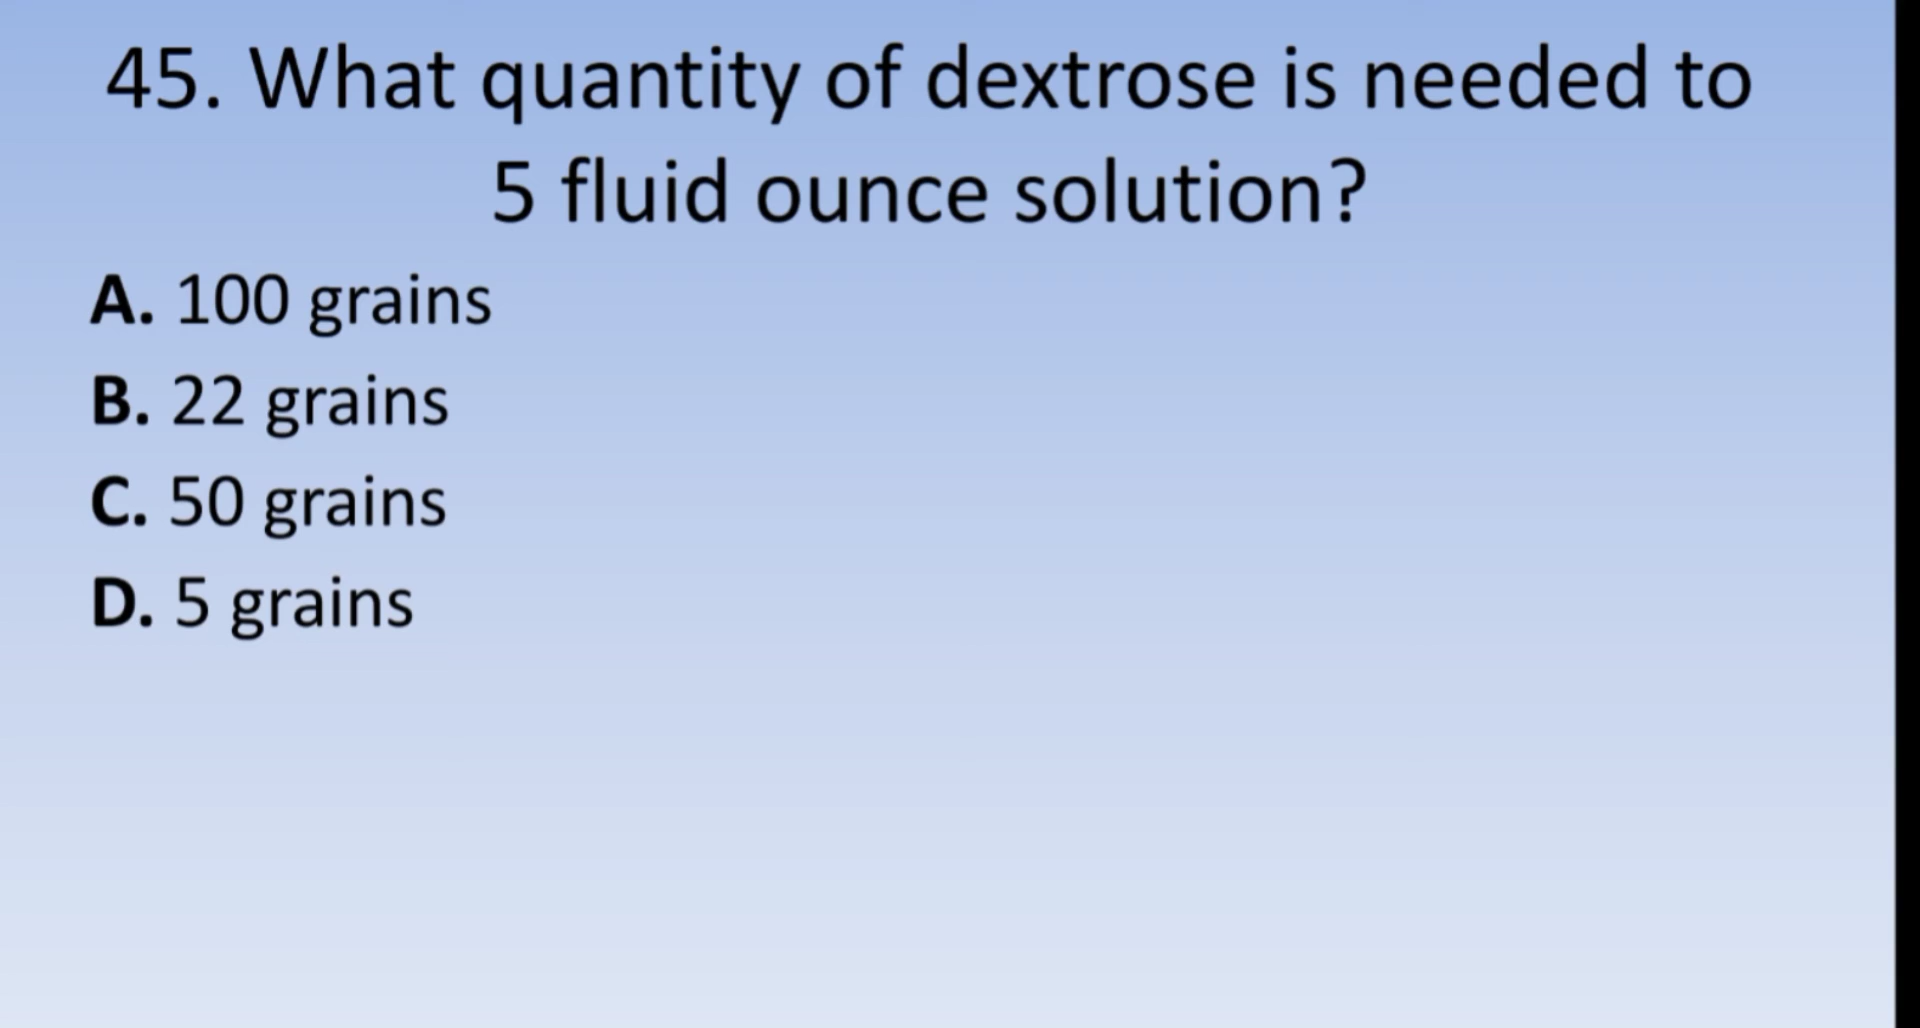 45. What quantity of dextrose is needed to
5 fluid ounce solution?
A. 100 grains
B. 22 grains
C. 50 grains
D. 5 grains